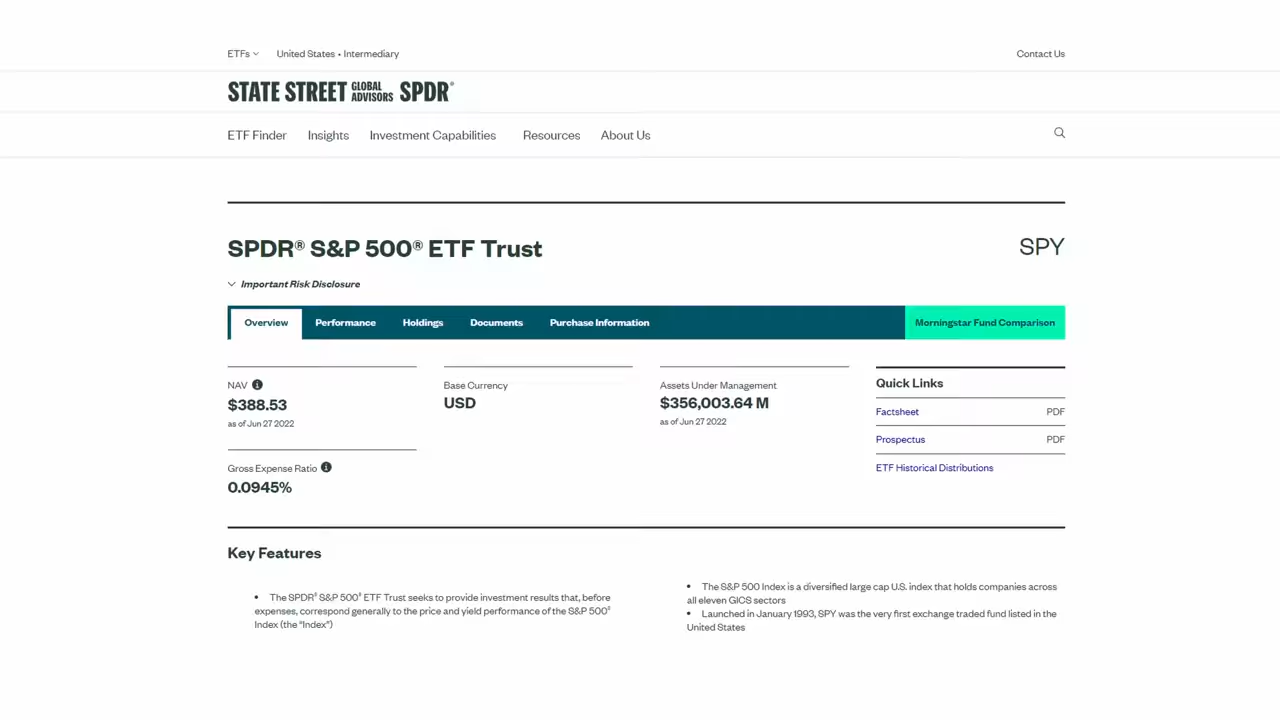 ETFs United States • Intermediary Contact Us
STATE STREET GLOBAL ADVISORS SPDR®
ETF Finder Insights Investment Capabilities Resources About Us
SPDR® S&P 500® ETF Trust SPY
Important Risk Disclosure
Overview Performance Holdings Documents Purchase Information Morningstar Fund Comparison
NAV
$388.53
as of Jun 27 2022
Base Currency
USD
Assets Under Management
$356,003.64 M
as of Jun 27 2022
Gross Expense Ratio
0.0945%
Quick Links
Factsheet PDF
Prospectus PDF
ETF Historical Distributions
Key Features
• The SPDR® S&P 500® ETF Trust seeks to provide investment results that, before
expenses, correspond generally to the price and yield performance of the S&P 500®
Index (the “Index”)
• The S&P 500 Index is a diversified large cap U.S. index that holds companies across
all eleven GICS sectors
• Launched in January 1993, SPY was the very first exchange traded fund listed in the
United States